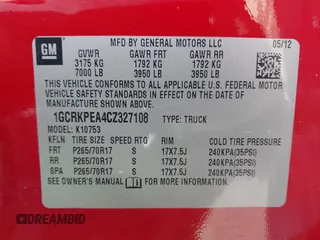 GM
MFD BY GENERAL MOTORS LLC 05/12
GVWR GAWR FRT GAWR RR
3175 KG 1792 KG 1792 KG
7000 LB 3950 LB 3950 LB
THIS VEHICLE CONFORMS TO ALL APPLICABLE U.S. FEDERAL MOTOR
VEHICLE SAFETY STANDARDS IN EFFECT ON THE DATE OF
MANUFACTURE SHOWN ABOVE.
1GCRKPEA4CZ327108 TYPE: TRUCK
MODEL: K10753
KFLN TIRE SIZE SPEED RTG RIM COLD TIRE PRESSURE
FRT P265/70R17 S 17X7.5J 240KPA(35PSI)
RR P265/70R17 S 17X7.5J 240KPA(35PSI)
SPA P265/70R17 S 17X7.5J 240KPA(35PSI)
SEE OWNER'S MANUAL FOR MORE INFORMATION.
DREAMBID